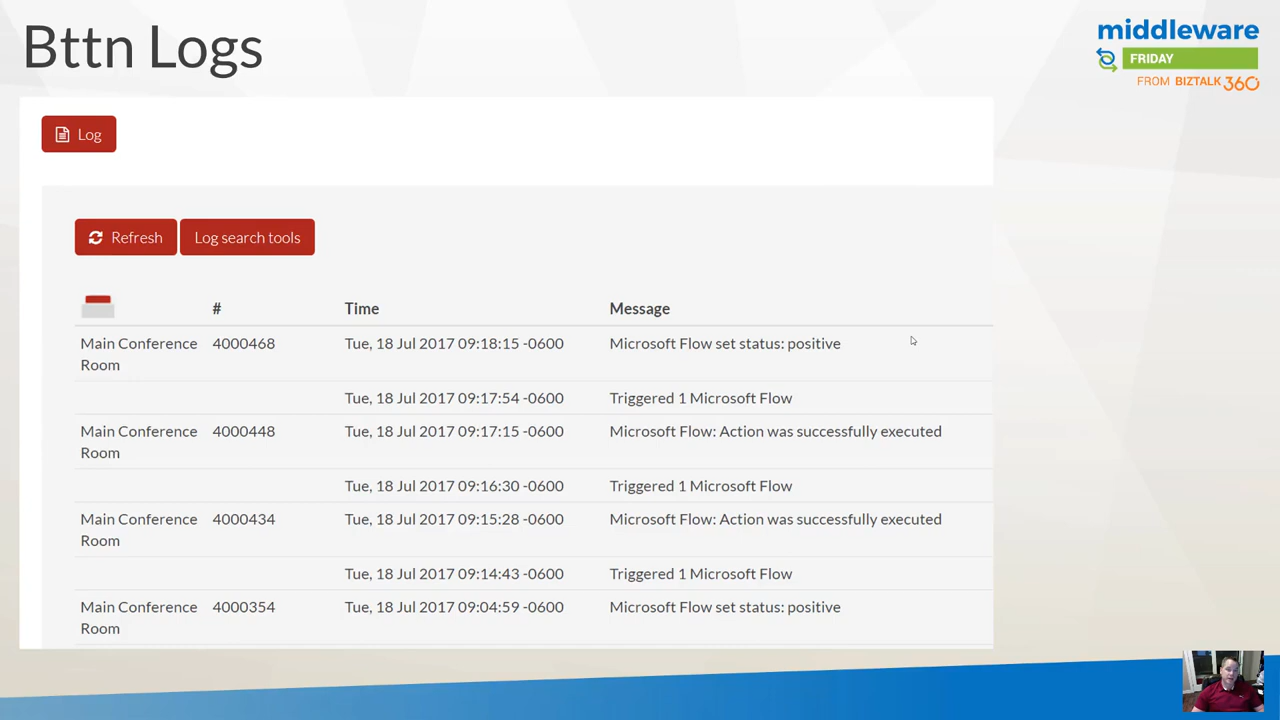 Bttn Logs
middleware
FRIDAY
FROM BIZTALK360
Log
Refresh Log search tools
# Time Message
Main Conference 4000468 Tue, 18 Jul 2017 09:18:15 -0600 Microsoft Flow set status: positive
Room
Tue, 18 Jul 2017 09:17:54 -0600 Triggered 1 Microsoft Flow
Main Conference 4000448 Tue, 18 Jul 2017 09:17:15 -0600 Microsoft Flow: Action was successfully executed
Room
Tue, 18 Jul 2017 09:16:30 -0600 Triggered 1 Microsoft Flow
Main Conference 4000434 Tue, 18 Jul 2017 09:15:28 -0600 Microsoft Flow: Action was successfully executed
Room
Tue, 18 Jul 2017 09:14:43 -0600 Triggered 1 Microsoft Flow
Main Conference 4000354 Tue, 18 Jul 2017 09:04:59 -0600 Microsoft Flow set status: positive
Room